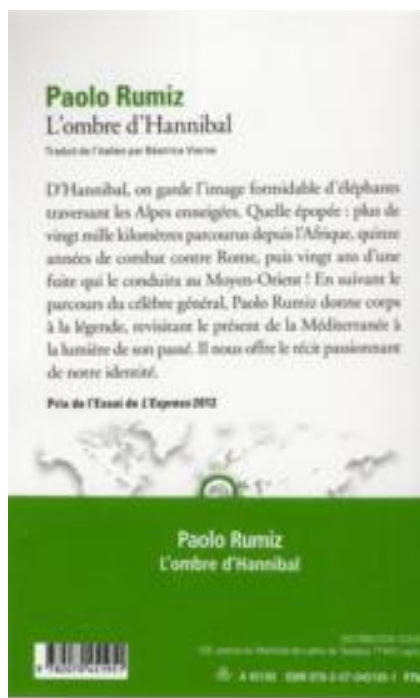 Paolo Rumiz
L'ombre d'Hannibal
Traduit de l'italien par Béatrice Vierne
D'Hannibal, on garde l'image formidable d'éléphants
traversant les Alpes enneigées. Quelle épopée : plus de
vingt mille kilomètres parcourus depuis l'Afrique, quinze
années de combat contre Rome, puis vingt ans d'une
fuite qui le conduira au Moyen-Orient ! En suivant le
parcours du célèbre général, Paolo Rumiz donne corps
à la légende, revisitant le présent de la Méditerranée à
la lumière de son passé. Il nous offre le récit passionnant
de notre identité.
Prix de l'Essai de L'Express 2012
Paolo Rumiz
L'ombre d'Hannibal
ISBN